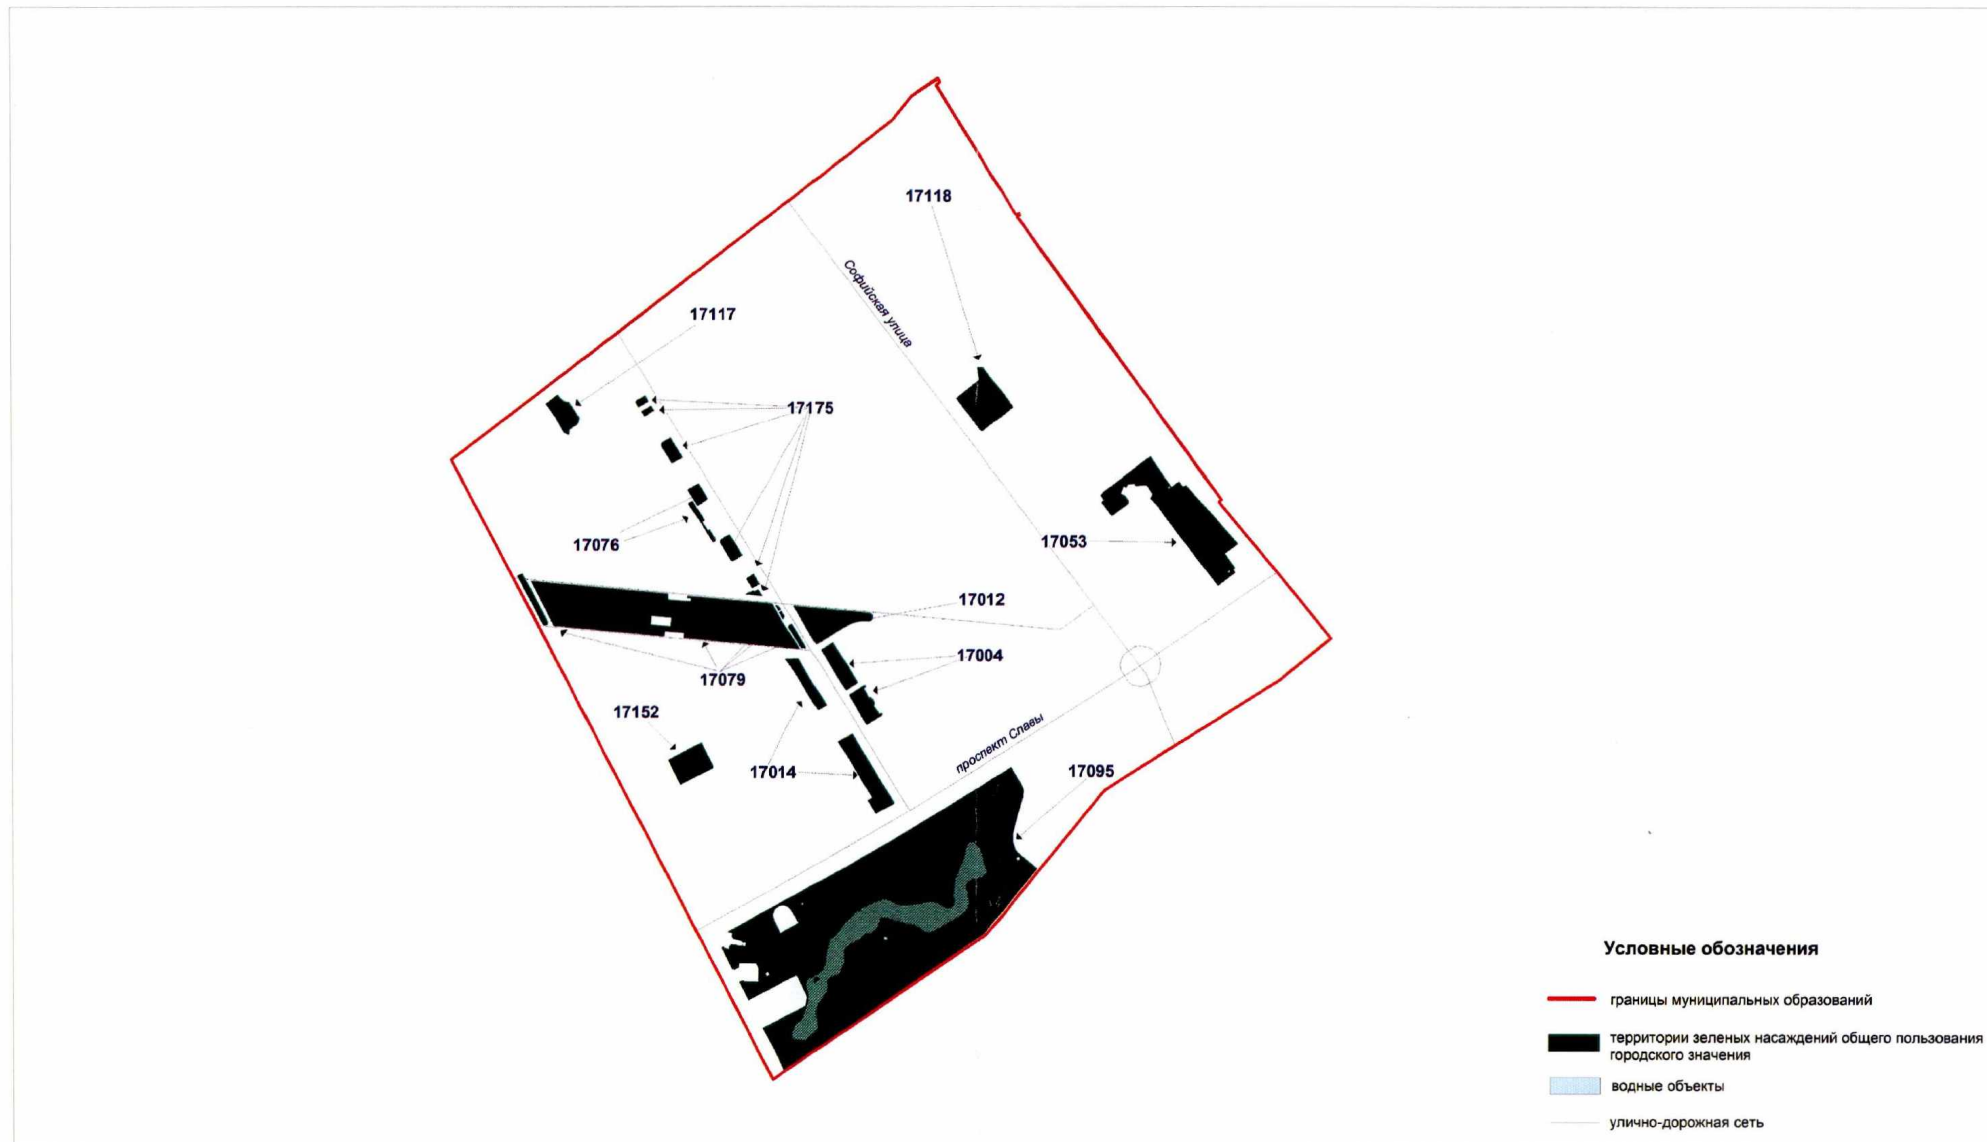 17118
Софийская улица
17117
17175
17076
17053
17012
17004
17079
17152
проспект Славы
17014
17095
Условные обозначения
границы муниципальных образований
территории зеленых насаждений общего пользования
городского значения
водные объекты
улично-дорожная сеть